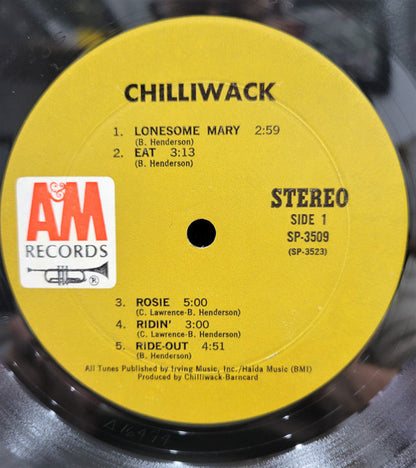 CHILLIWACK
1. LONESOME MARY 2:59
(B. Henderson)
2. EAT 3:13
(B. Henderson)
A&M
RECORDS
®
STEREO
SIDE 1
SP-3509
(SP-3523)
3. ROSIE 5:00
(C. Lawrence-B. Henderson)
4. RIDIN' 3:00
(C. Lawrence-B. Henderson)
5. RIDE-OUT 4:51
(B. Henderson)
All Tunes Published by Irving Music, Inc./Haida Music (BMI)
Produced by Chilliwack-Barncard